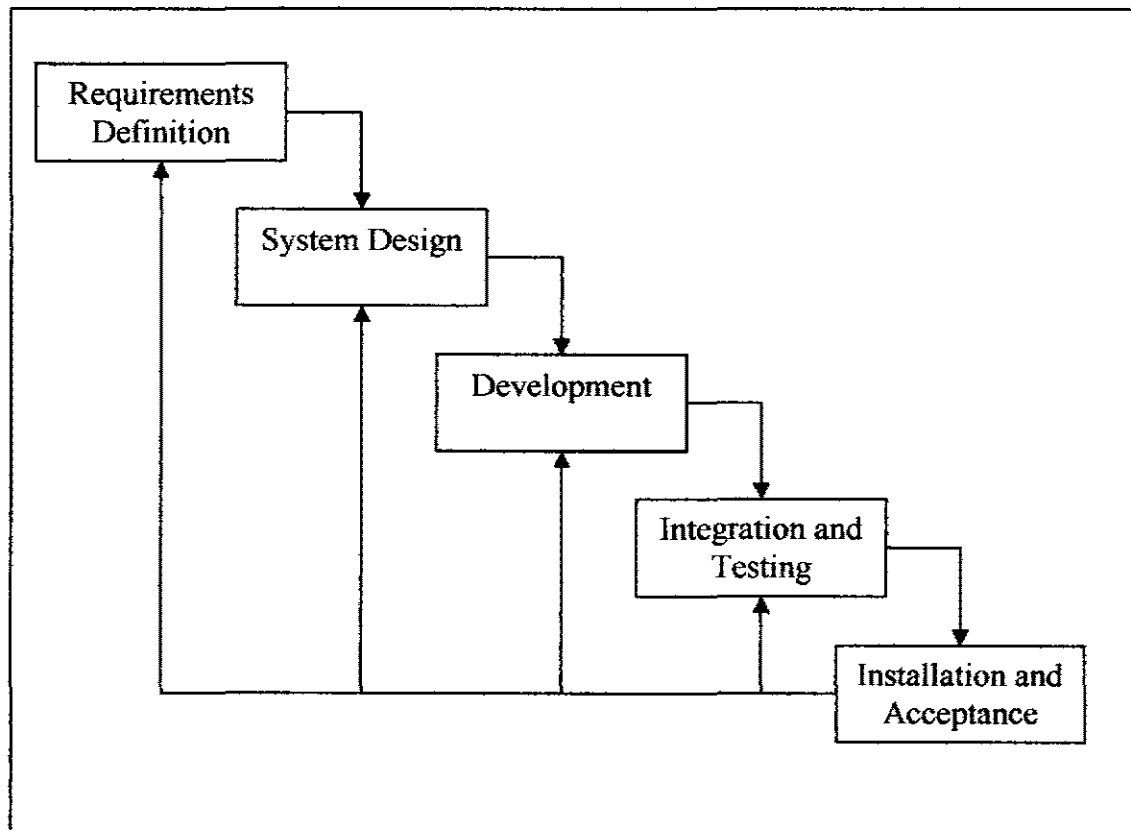 Requirements
Definition
System Design
Development
Integration and
Testing
Installation and
Acceptance